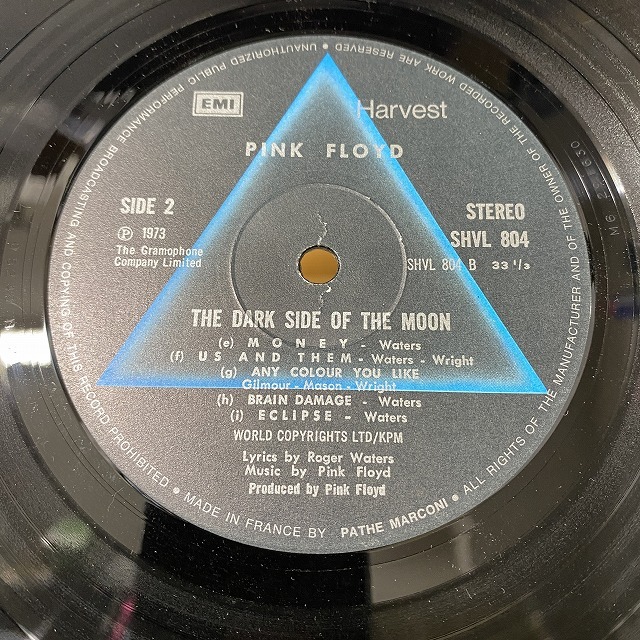 UNAUTHORIZED PUBLIC PERFORMANCE BROADCASTING AND COPYING OF THIS RECORD PROHIBITED • MADE IN FRANCE BY PATHE MARCONI • ALL RIGHTS OF THE MANUFACTURER AND OF THE OWNER OF THE RECORDED WORK ARE RESERVED •
EMI
Harvest
PINK FLOYD
SIDE 2
STEREO
Ⓟ 1973
SHVL 804
The Gramophone
Company Limited
SHVL 804 B 33 1/3
THE DARK SIDE OF THE MOON
(e) MONEY - Waters
(f) US AND THEM - Waters - Wright
(g) ANY COLOUR YOU LIKE
Gilmour - Mason - Wright
(h) BRAIN DAMAGE - Waters
(i) ECLIPSE - Waters
WORLD COPYRIGHTS LTD/KPM
Lyrics by Roger Waters
Music by Pink Floyd
Produced by Pink Floyd